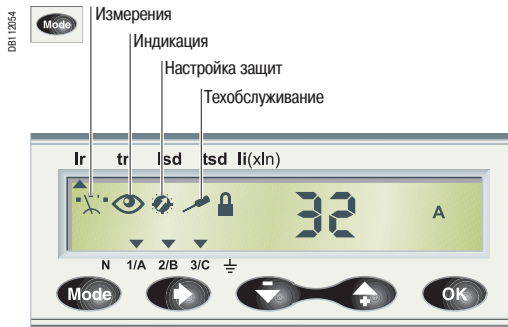 DB112054
Mode
Измерения
Индикация
Настройка защит
Техобслуживание
Ir tr Isd tsd Ii(xIn)
32 A
N 1/A 2/B 3/C
Mode OK